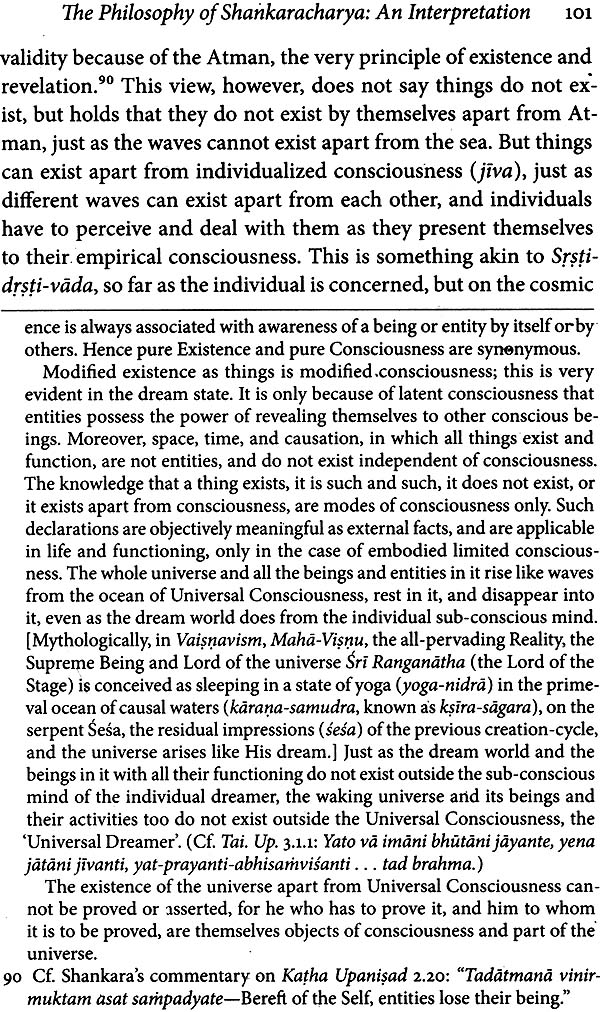 The Philosophy of Shaṅkaracharya: An Interpretation 101
validity because of the Atman, the very principle of existence and
revelation.⁹⁰ This view, however, does not say things do not ex-
ist, but holds that they do not exist by themselves apart from At-
man, just as the waves cannot exist apart from the sea. But things
can exist apart from individualized consciousness (jīva), just as
different waves can exist apart from each other, and individuals
have to perceive and deal with them as they present themselves
to their empirical consciousness. This is something akin to Sṛṣṭi-
dṛṣṭi-vāda, so far as the individual is concerned, but on the cosmic
ence is always associated with awareness of a being or entity by itself or by
others. Hence pure Existence and pure Consciousness are synonymous.
Modified existence as things is modified consciousness; this is very
evident in the dream state. It is only because of latent consciousness that
entities possess the power of revealing themselves to other conscious be-
ings. Moreover, space, time, and causation, in which all things exist and
function, are not entities, and do not exist independent of consciousness.
The knowledge that a thing exists, it is such and such, it does not exist, or
it exists apart from consciousness, are modes of consciousness only. Such
declarations are objectively meaningful as external facts, and are applicable
in life and functioning, only in the case of embodied limited conscious-
ness. The whole universe and all the beings and entities in it rise like waves
from the ocean of Universal Consciousness, rest in it, and disappear into
it, even as the dream world does from the individual sub-conscious mind.
[Mythologically, in Vaiṣṇavism, Mahā-Viṣṇu, the all-pervading Reality, the
Supreme Being and Lord of the universe Śrī Ranganātha (the Lord of the
Stage) is conceived as sleeping in a state of yoga (yoga-nidrā) in the prime-
val ocean of causal waters (kāraṇa-samudra, known as kṣīra-sāgara), on the
serpent Śeśa, the residual impressions (śeśa) of the previous creation-cycle,
and the universe arises like His dream.] Just as the dream world and the
beings in it with all their functioning do not exist outside the sub-conscious
mind of the individual dreamer, the waking universe and its beings and
their activities too do not exist outside the Universal Consciousness, the
‘Universal Dreamer’. (Cf. Tai. Up. 3.1.1: Yato vā imāni bhūtāni jāyante, yena
jātāni jīvanti, yat-prayanti-abhisaṁviśanti . . . tad brahma.)
The existence of the universe apart from Universal Consciousness can-
not be proved or asserted, for he who has to prove it, and him to whom
it is to be proved, are themselves objects of consciousness and part of the
universe.
90 Cf. Shankara’s commentary on Kaṭha Upaniṣad 2.20: “Tadātmanā vinir-
muktam asat saṁpadyate—Bereft of the Self, entities lose their being.”